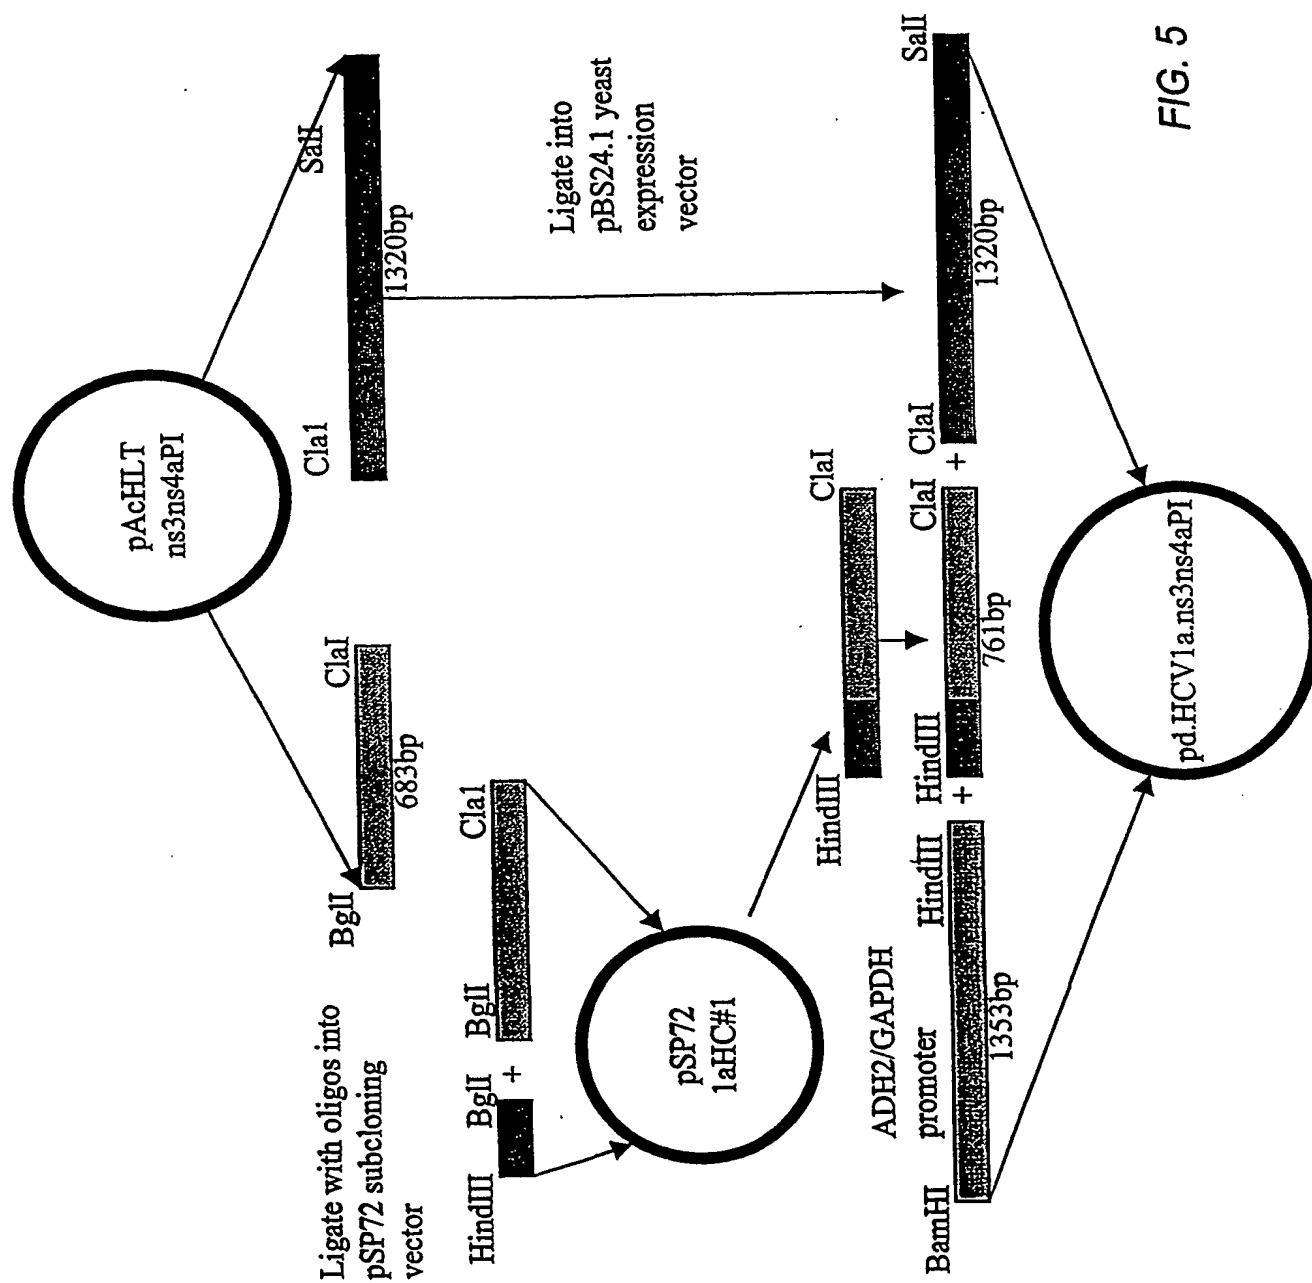 pAcHLT
ns3ns4aPI
BglI
ClaI
683bp
Cla1
SalI
1320bp
Ligate with oligos into
pSP72 subcloning
vector
HindIII
BglI
+
BglI
Cla1
Ligate into
pBS24.1 yeast
expression
vector
pSP72
1aHC#1
HindIII
ClaI
ADH2/GAPDH
promoter
BamHI
HindIII
1353bp
+
HindIII
ClaI
761bp
+
ClaI
SalI
1320bp
pd.HCV1a.ns3ns4aPI
FIG. 5